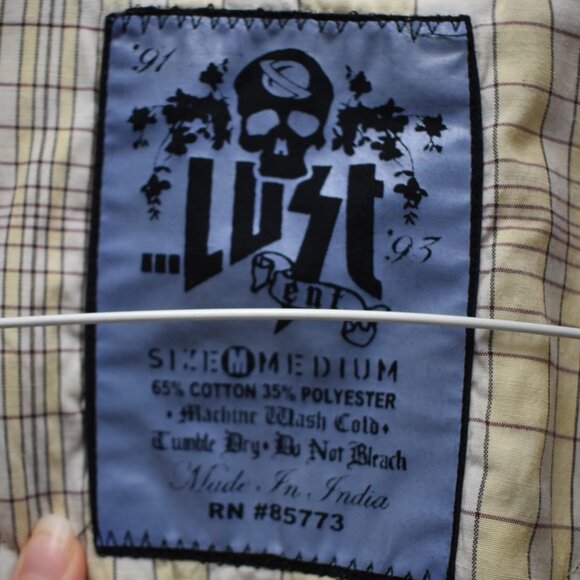 '91
...LUSt
'93
ent
SIZE M MEDIUM
65% COTTON 35% POLYESTER
• Machine Wash Cold •
Tumble Dry • Do Not Bleach
Made In India
RN #85773